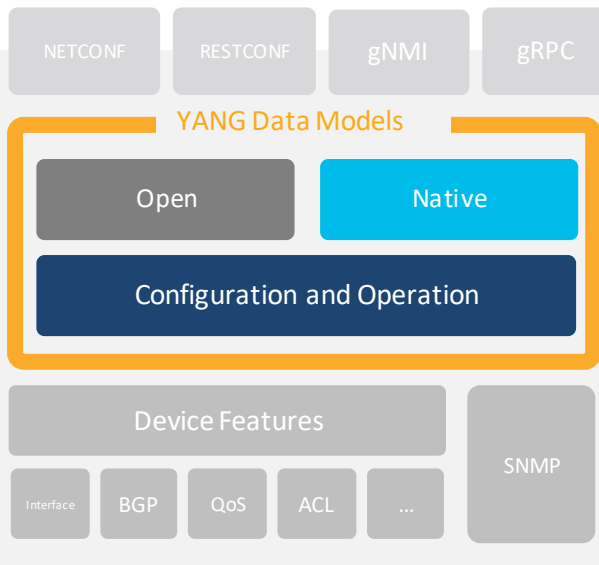 NETCONF
RESTCONF
gNMI
gRPC
YANG Data Models
Open
Native
Configuration and Operation
Device Features
SNMP
Interface
BGP
QoS
ACL
...